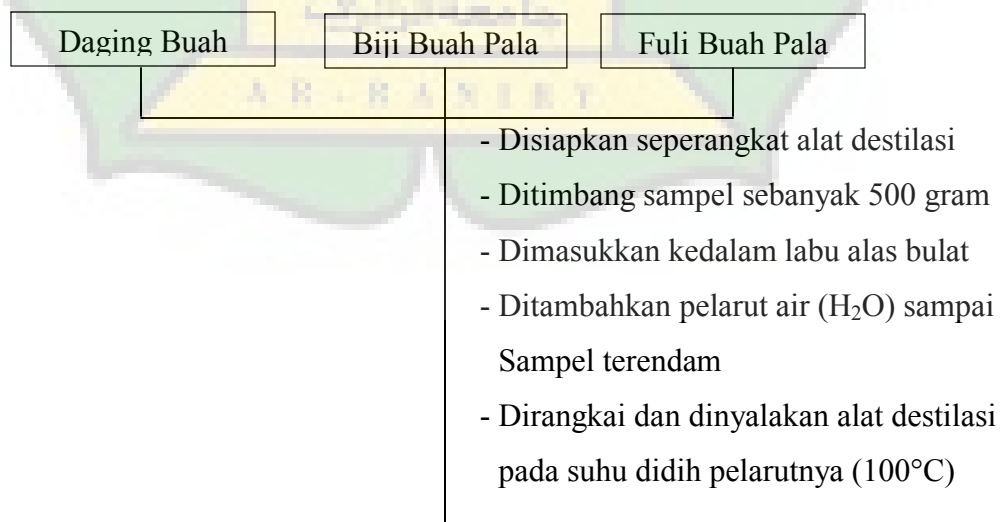 Daging Buah
Biji Buah Pala
Fuli Buah Pala
A R - R A N I R Y
- Disiapkan seperangkat alat destilasi
- Ditimbang sampel sebanyak 500 gram
- Dimasukkan kedalam labu alas bulat
- Ditambahkan pelarut air (H₂O) sampai
Sampel terendam
- Dirangkai dan dinyalakan alat destilasi
pada suhu didih pelarutnya (100°C)